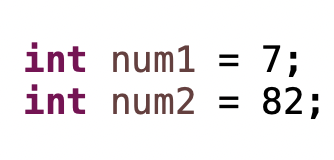 int num1 = 7;
int num2 = 82;